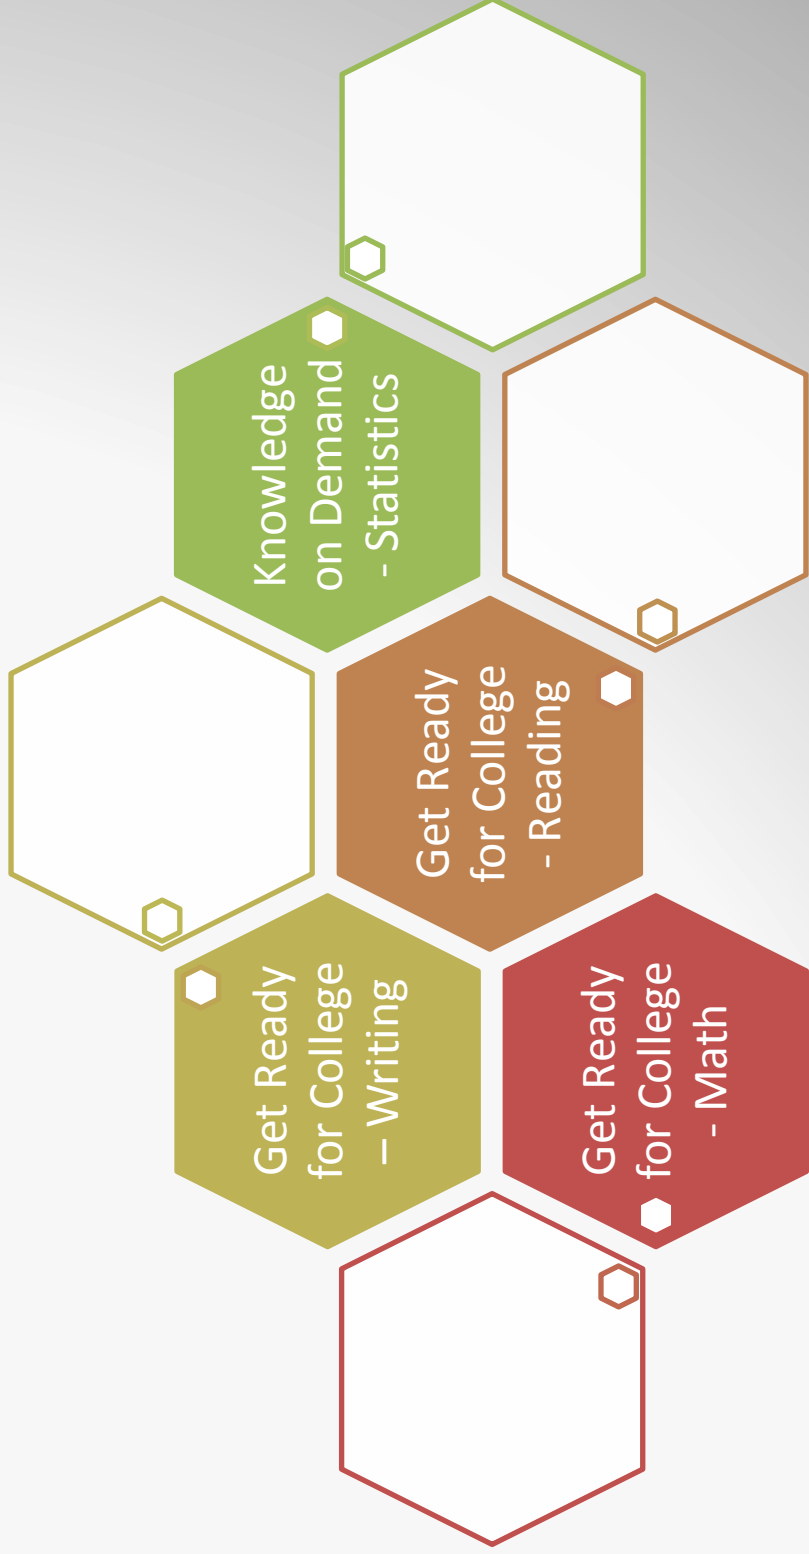 Get Ready
for College
– Writing
Knowledge
on Demand
- Statistics
Get Ready
for College
- Reading
Get Ready
for College
- Math